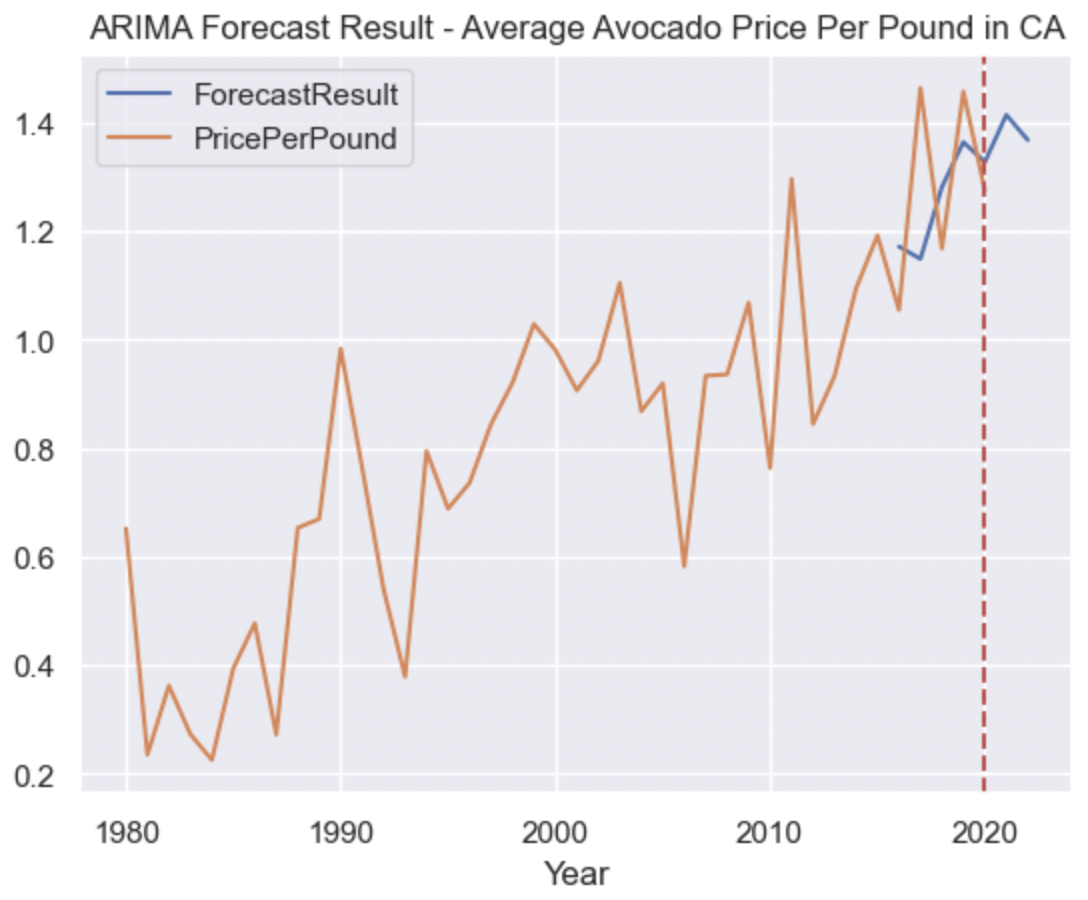 ARIMA Forecast Result - Average Avocado Price Per Pound in CA
ForecastResult
PricePerPound
1.4
1.2
1.0
0.8
0.6
0.4
0.2
1980 1990 2000 2010 2020
Year